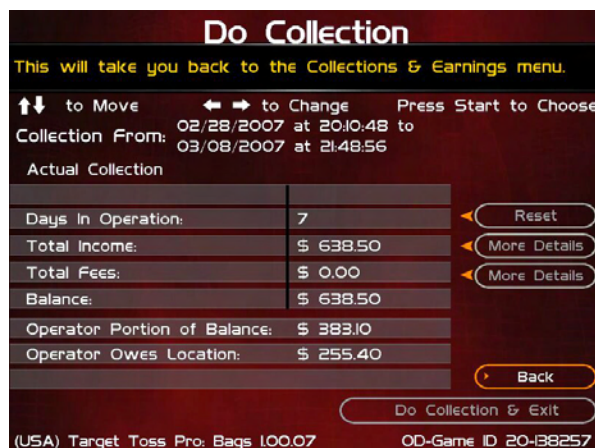 Do Collection
This will take you back to the Collections & Earnings menu.
to Move to Change Press Start to Choose
Collection From: 02/28/2007 at 20:10:48 to
03/08/2007 at 21:48:56
Actual Collection
Days In Operation: 7 Reset
Total Income: $ 638.50 More Details
Total Fees: $ 0.00 More Details
Balance: $ 638.50
Operator Portion of Balance: $ 383.10
Operator Owes Location: $ 255.40
Back
Do Collection & Exit
(USA) Target Toss Pro: Bags 1.00.07 OD-Game ID 20-138257